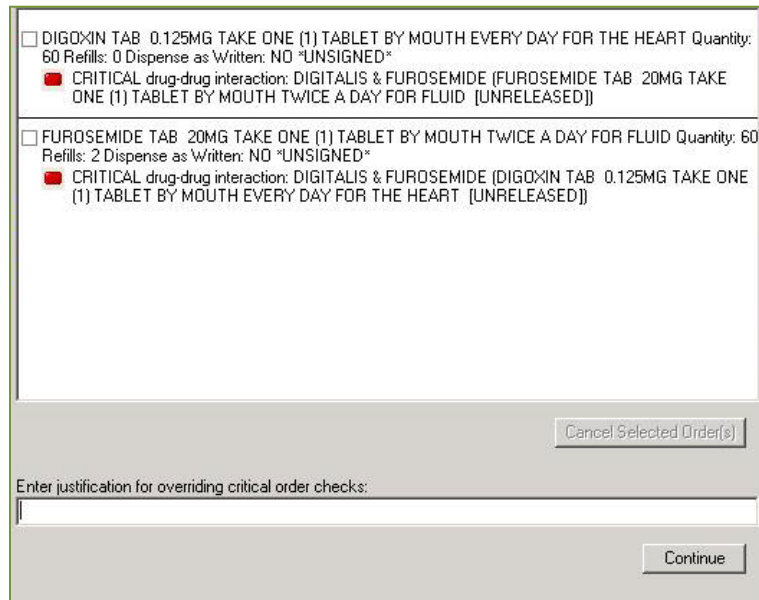 DIGOXIN TAB 0.125MG TAKE ONE (1) TABLET BY MOUTH EVERY DAY FOR THE HEART Quantity:
60 Refills: 0 Dispense as Written: NO *UNSIGNED*
CRITICAL drug-drug interaction: DIGITALIS & FUROSEMIDE (FUROSEMIDE TAB 20MG TAKE
ONE (1) TABLET BY MOUTH TWICE A DAY FOR FLUID [UNRELEASED])
FUROSEMIDE TAB 20MG TAKE ONE (1) TABLET BY MOUTH TWICE A DAY FOR FLUID Quantity: 60
Refills: 2 Dispense as Written: NO *UNSIGNED*
CRITICAL drug-drug interaction: DIGITALIS & FUROSEMIDE (DIGOXIN TAB 0.125MG TAKE ONE
(1) TABLET BY MOUTH EVERY DAY FOR THE HEART [UNRELEASED])
Cancel Selected Order(s)
Enter justification for overriding critical order checks:
Continue